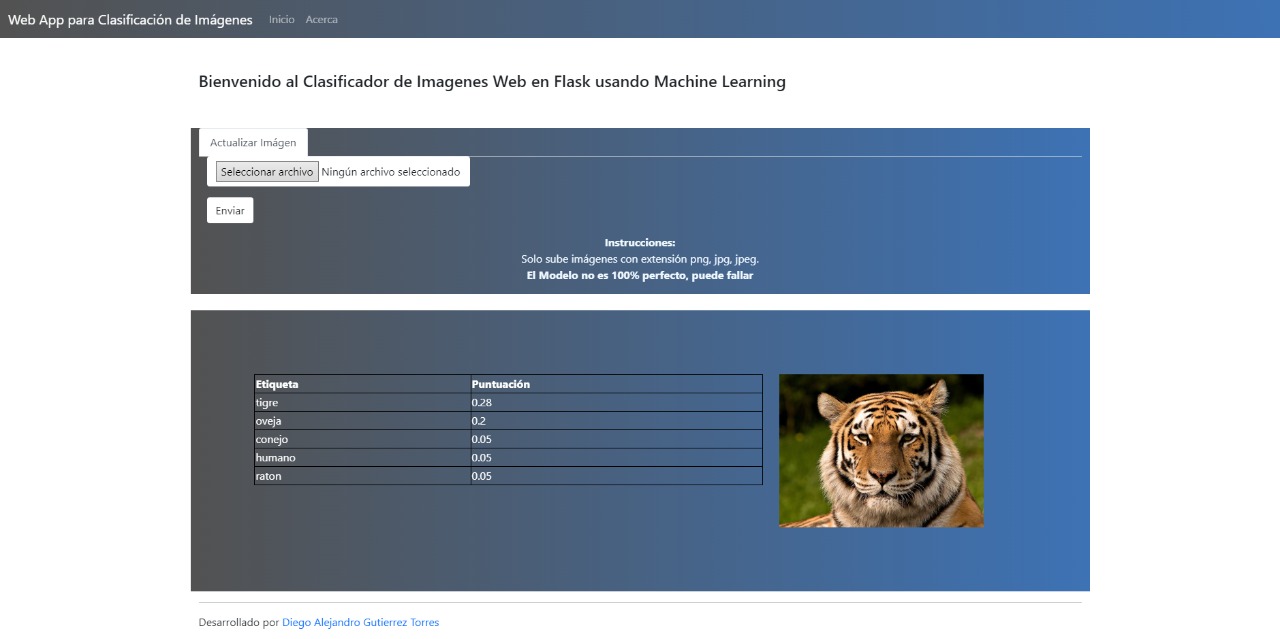 Web App para Clasificación de Imágenes Inicio Acerca
Bienvenido al Clasificador de Imagenes Web en Flask usando Machine Learning
Actualizar Imágen
Seleccionar archivo Ningún archivo seleccionado
Enviar
Instrucciones:
Solo sube imágenes con extensión png, jpg, jpeg.
El Modelo no es 100% perfecto, puede fallar
Etiqueta Puntuación
tigre 0.28
oveja 0.2
conejo 0.05
humano 0.05
raton 0.05
Desarrollado por Diego Alejandro Gutierrez Torres